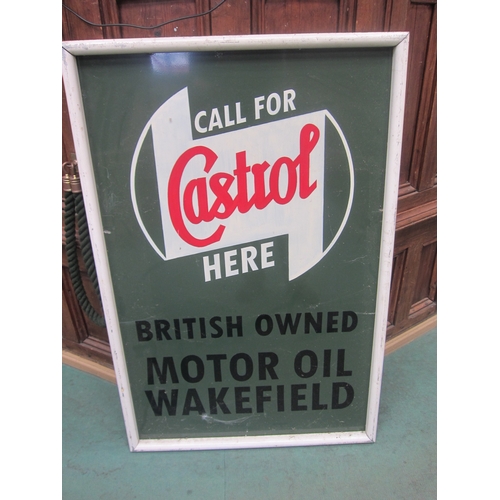 CALL FOR
Castrol
HERE
BRITISH OWNED
MOTOR OIL
WAKEFIELD